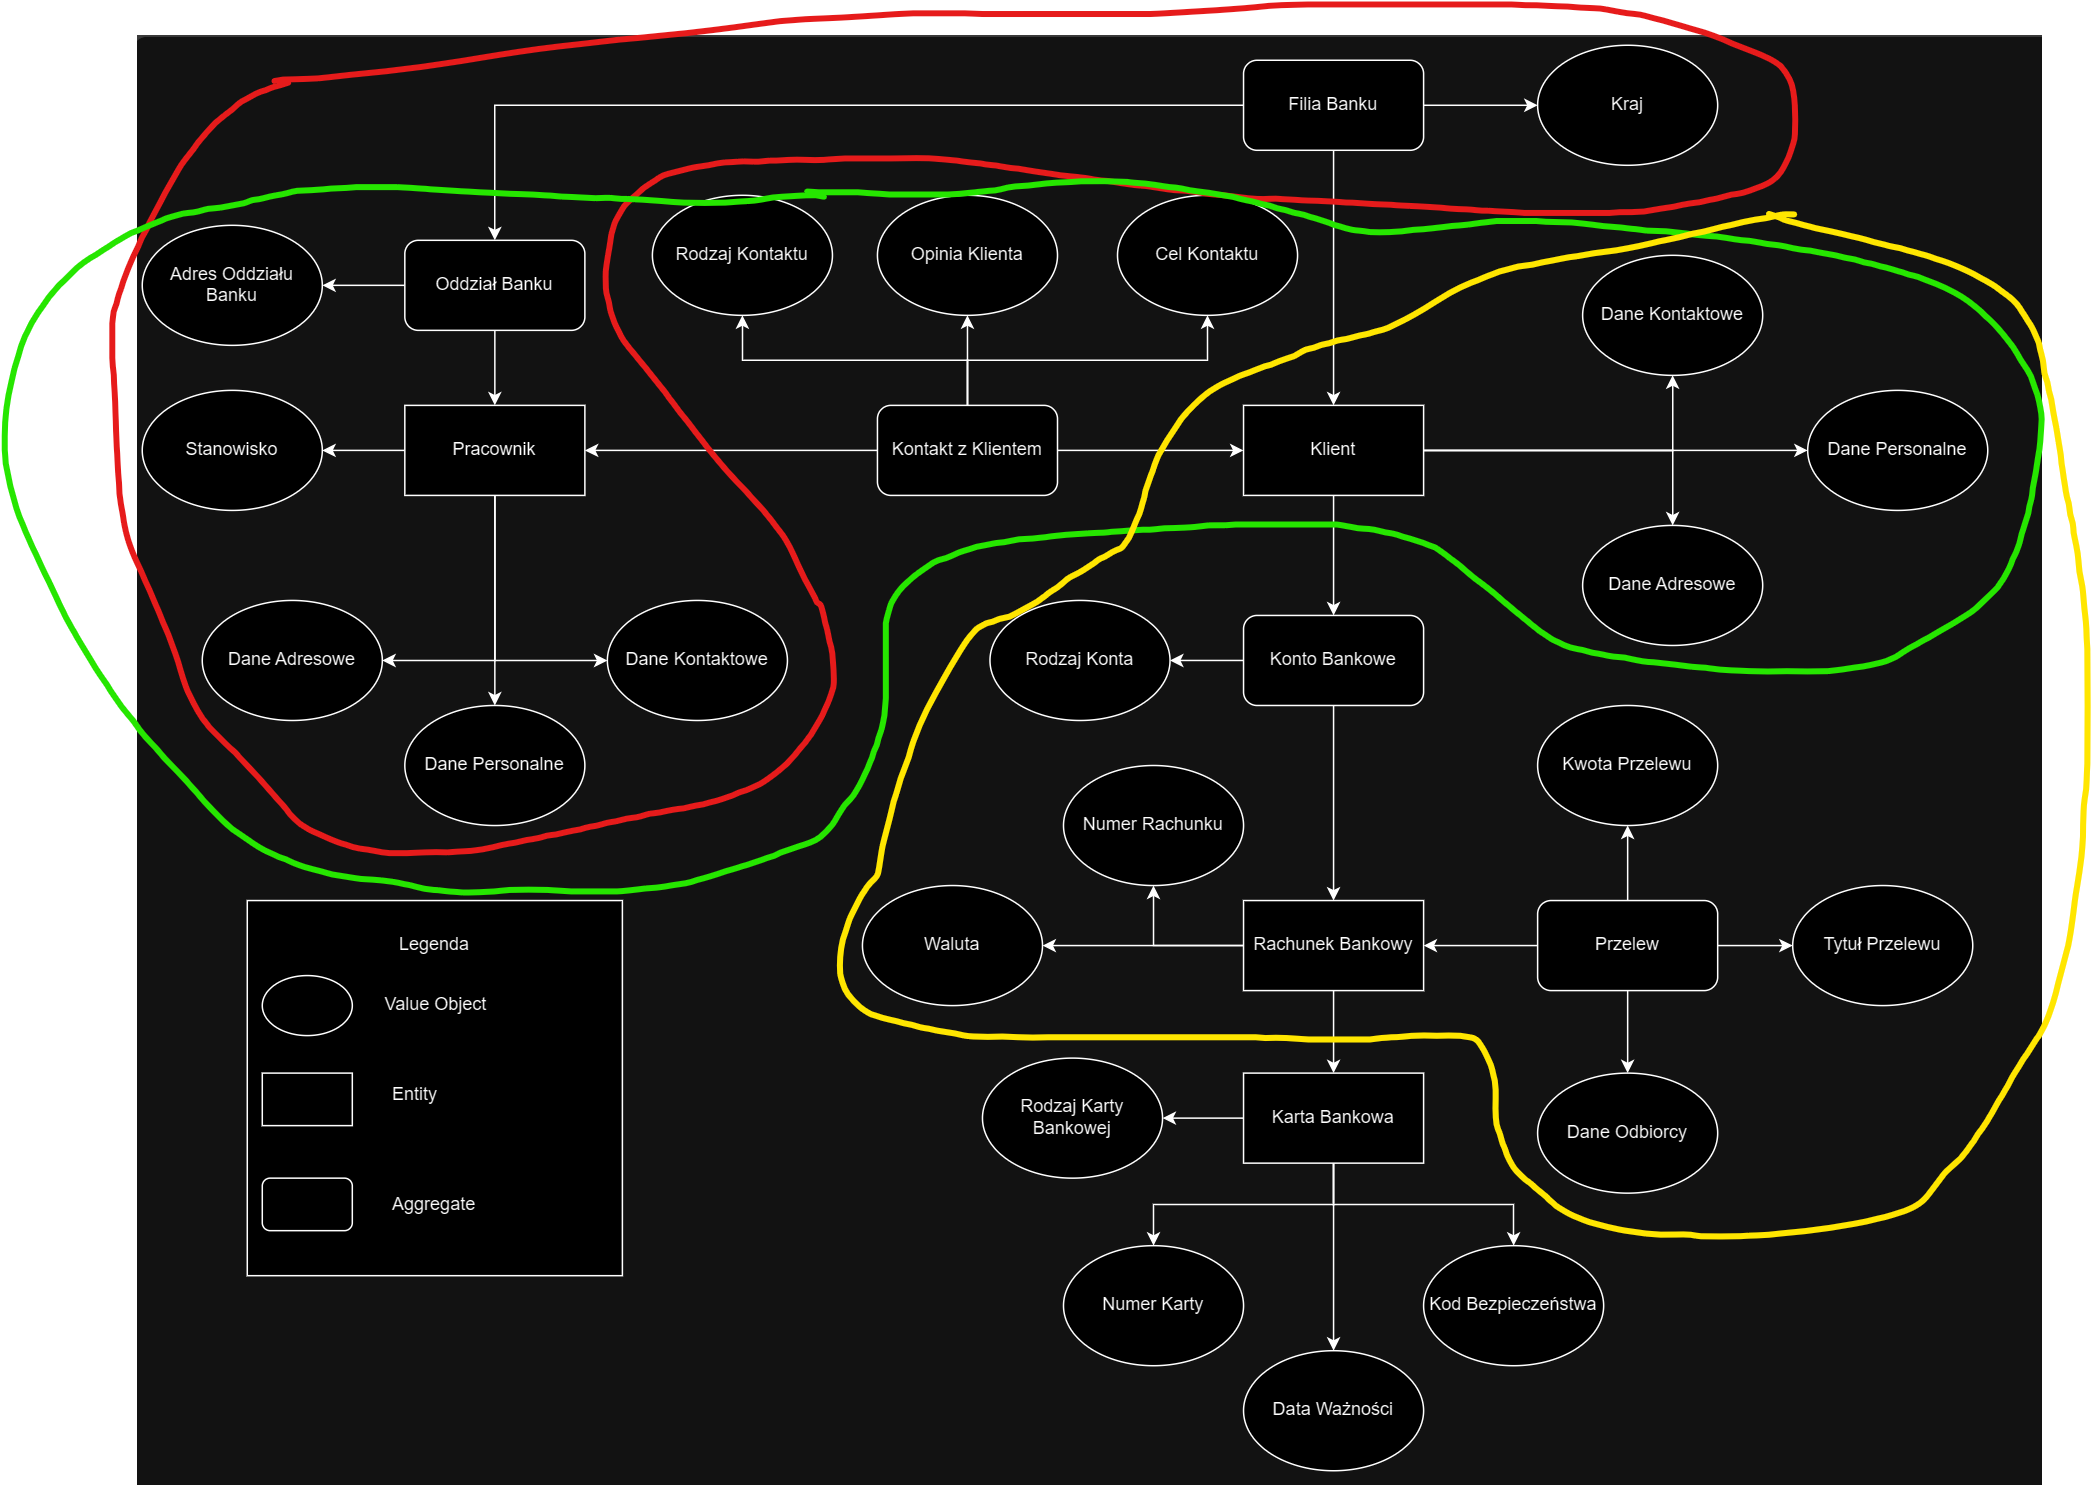 Filia Banku
Kraj
Rodzaj Kontaktu
Opinia Klienta
Cel Kontaktu
Adres Oddziału
Banku
Oddział Banku
Dane Kontaktowe
Stanowisko
Pracownik
Kontakt z Klientem
Klient
Dane Personalne
Dane Adresowe
Dane Adresowe
Dane Kontaktowe
Rodzaj Konta
Konto Bankowe
Dane Personalne
Kwota Przelewu
Numer Rachunku
Waluta
Rachunek Bankowy
Przelew
Tytuł Przelewu
Rodzaj Karty
Bankowej
Karta Bankowa
Dane Odbiorcy
Numer Karty
Kod Bezpieczeństwa
Data Ważności
Legenda
Value Object
Entity
Aggregate